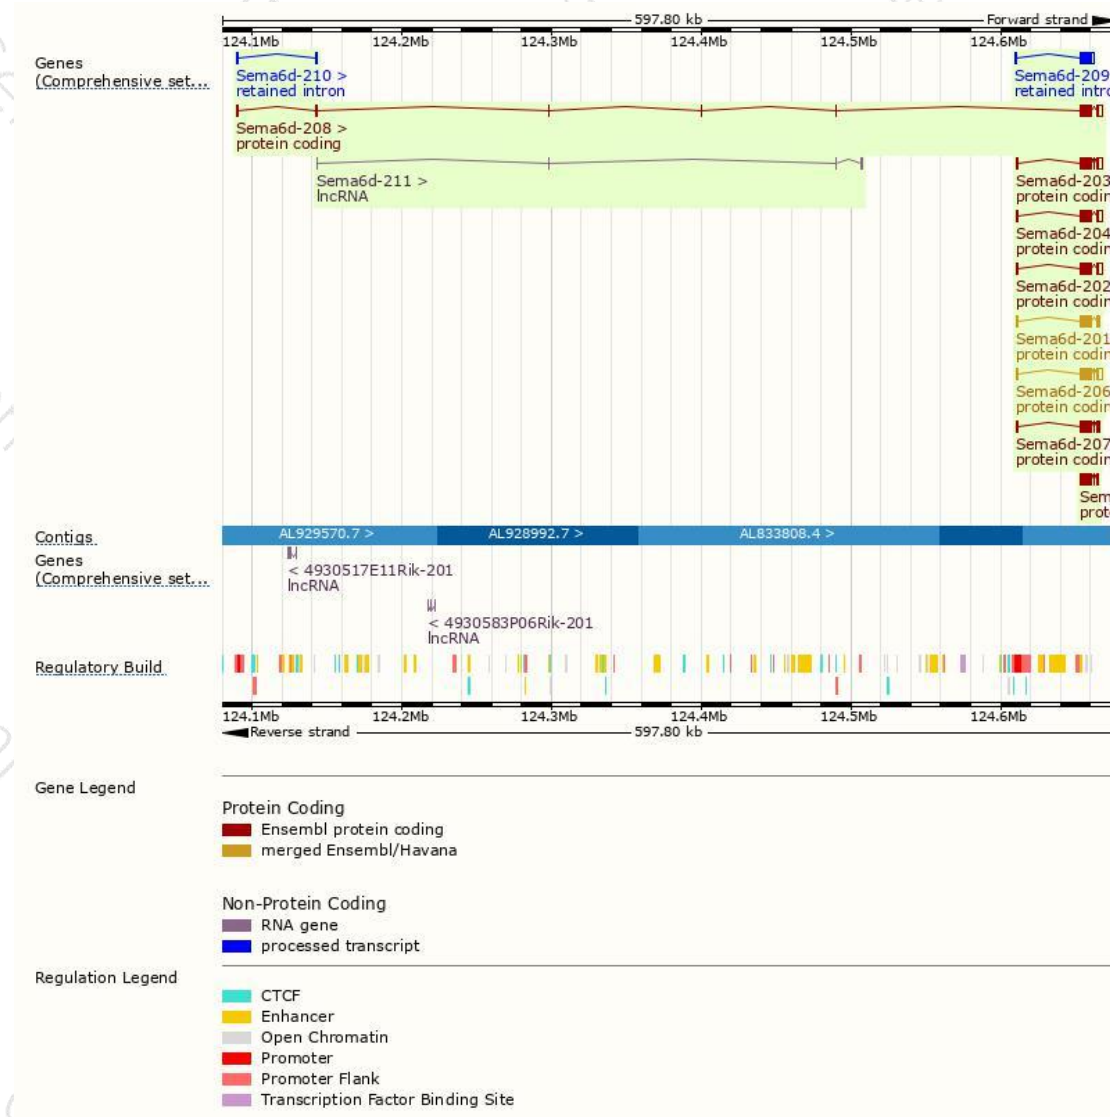 597.80 kb Forward strand
124.1Mb 124.2Mb 124.3Mb 124.4Mb 124.5Mb 124.6Mb
Genes
(Comprehensive set...
Sema6d-210 > Sema6d-209
retained intron retained intro
Sema6d-208 >
protein coding
Sema6d-211 > Sema6d-203
lncRNA protein codin
Sema6d-204
protein codin
Sema6d-202
protein codin
Sema6d-201
protein codin
Sema6d-206
protein codin
Sema6d-207
protein codin
Sem
prot
Contigs AL929570.7 > AL928992.7 > AL833808.4 >
Genes
(Comprehensive set...
< 4930517E11Rik-201
lncRNA
< 4930583P06Rik-201
lncRNA
Regulatory Build
124.1Mb 124.2Mb 124.3Mb 124.4Mb 124.5Mb 124.6Mb
Reverse strand 597.80 kb
Gene Legend
Protein Coding
Ensembl protein coding
merged Ensembl/Havana
Non-Protein Coding
RNA gene
processed transcript
Regulation Legend
CTCF
Enhancer
Open Chromatin
Promoter
Promoter Flank
Transcription Factor Binding Site